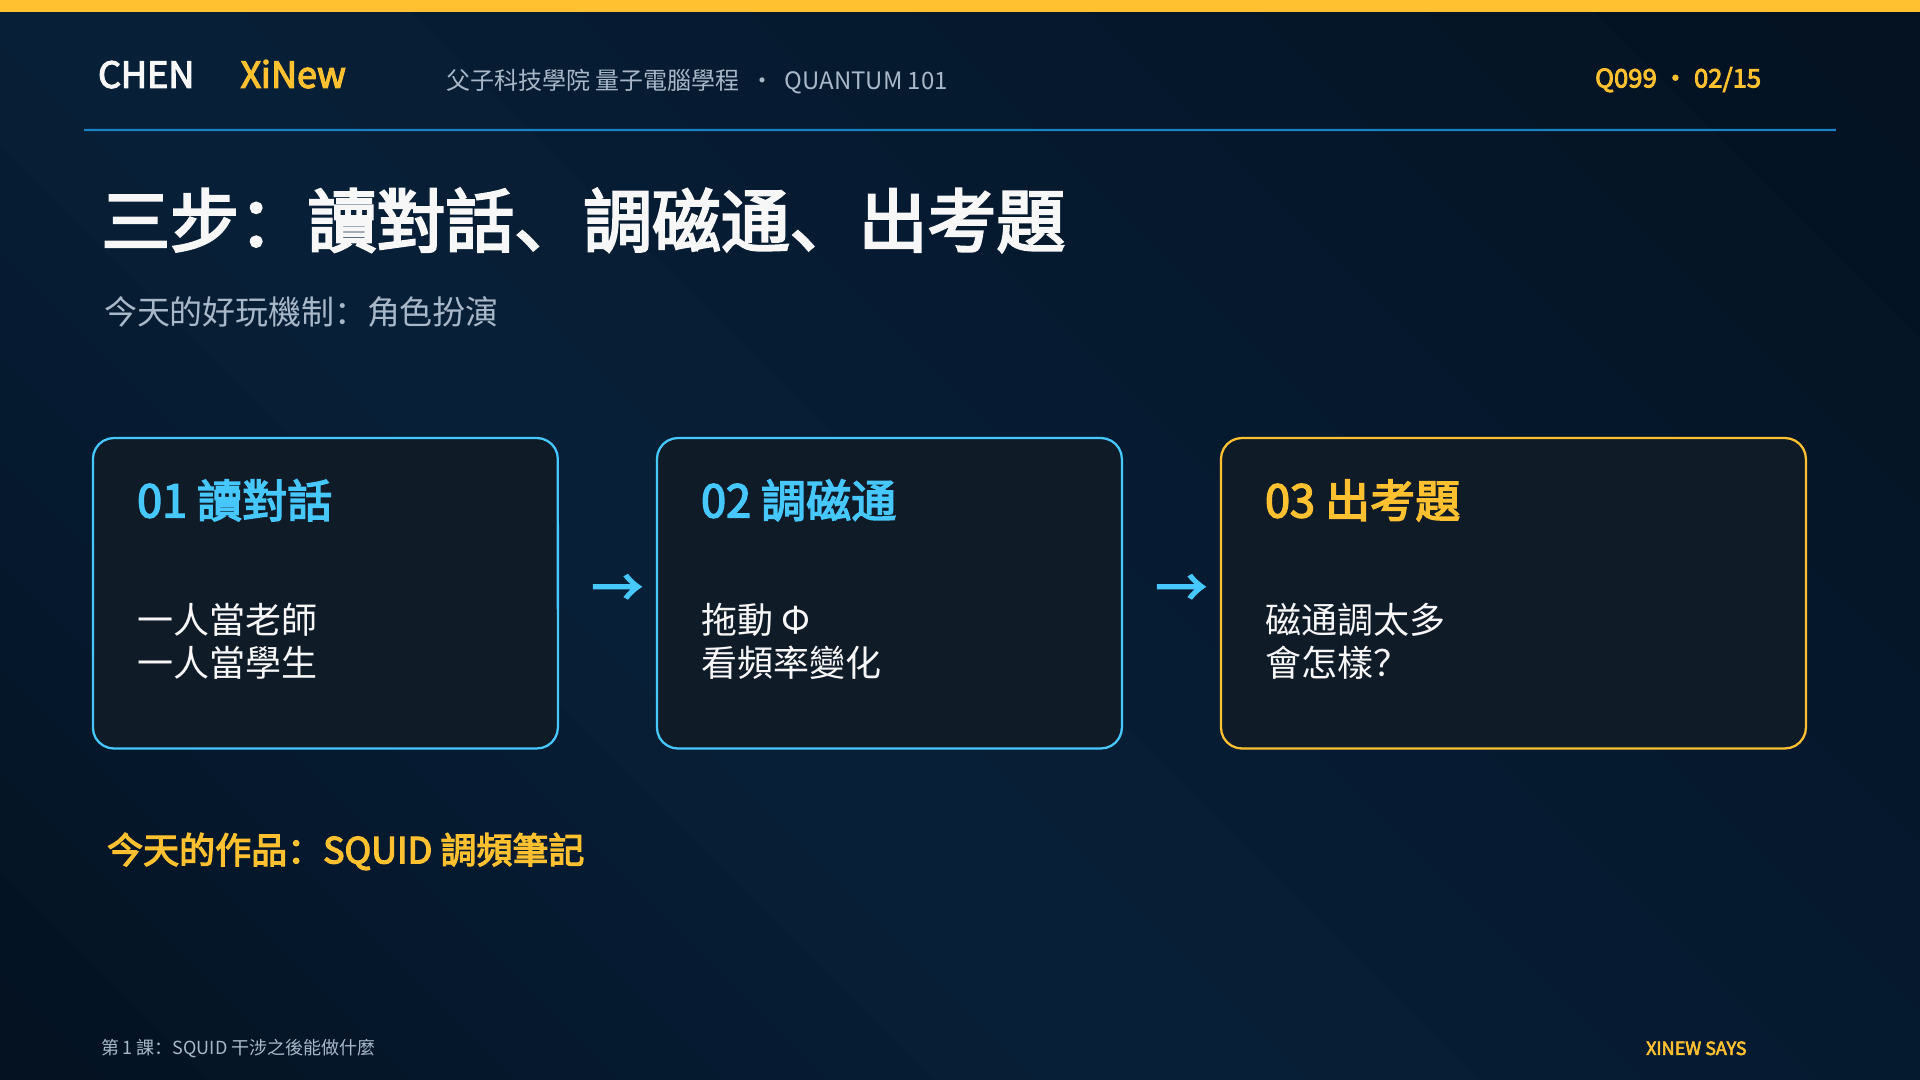 CHEN XiNew 父子科技學院 量子電腦學程 · QUANTUM 101 Q099 · 02/15
三步：讀對話、調磁通、出考題
今天的好玩機制：角色扮演
01 讀對話
一人當老師
一人當學生
→
02 調磁通
拖動 Φ
看頻率變化
→
03 出考題
磁通調太多
會怎樣？
今天的作品：SQUID 調頻筆記
第 1 課：SQUID 干涉之後能做什麼
XINEW SAYS